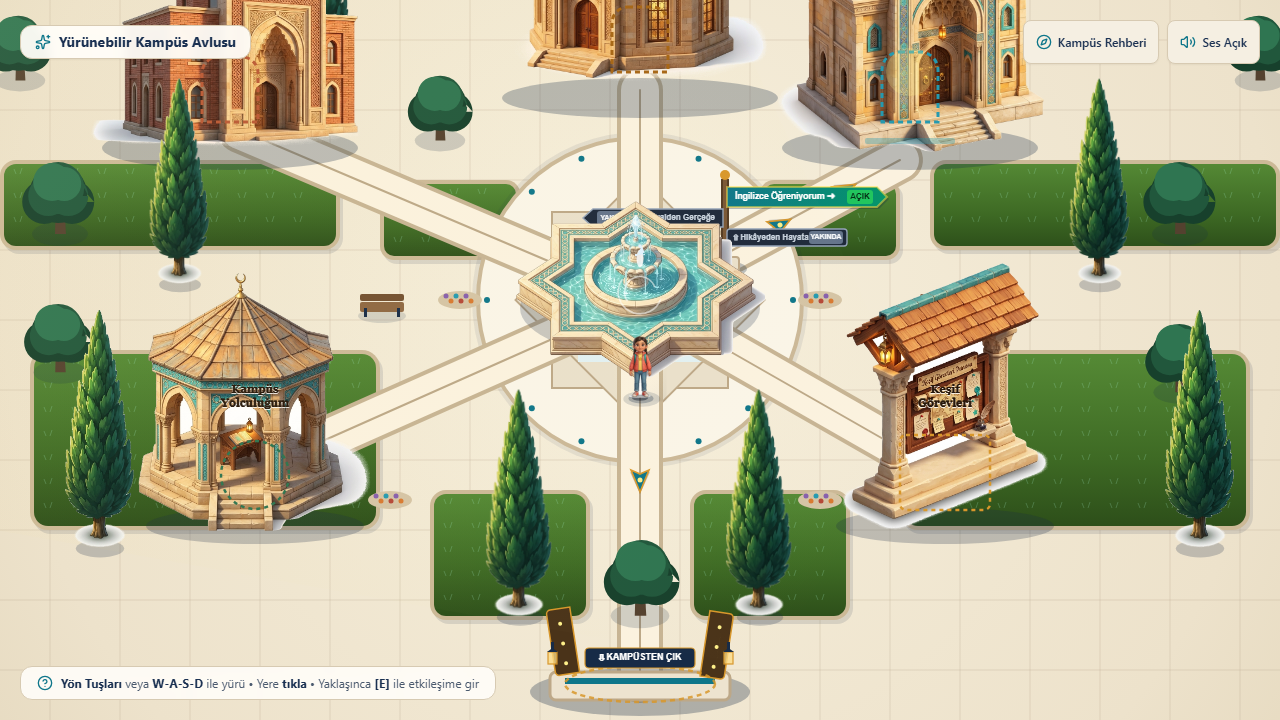 Yürünebilir Kampüs Avlusu
Kampüs Rehberi
Ses Açık
İngilizce Öğreniyorum ➔ AÇIK
Gerçeğe
Hikâyeden Hayata YAKINDA
Kampüs
Yolculuğum
Keşif
Görevleri
KAMPÜSTEN ÇIK
Yön Tuşları veya W-A-S-D ile yürü • Yere tıkla • Yaklaşınca [E] ile etkileşime gir